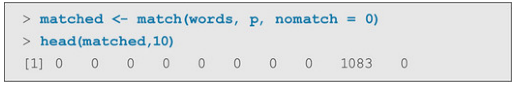 > matched <- match(words, p, nomatch = 0)
> head(matched,10)
[1] 0 0 0 0 0 0 0 0 1083 0